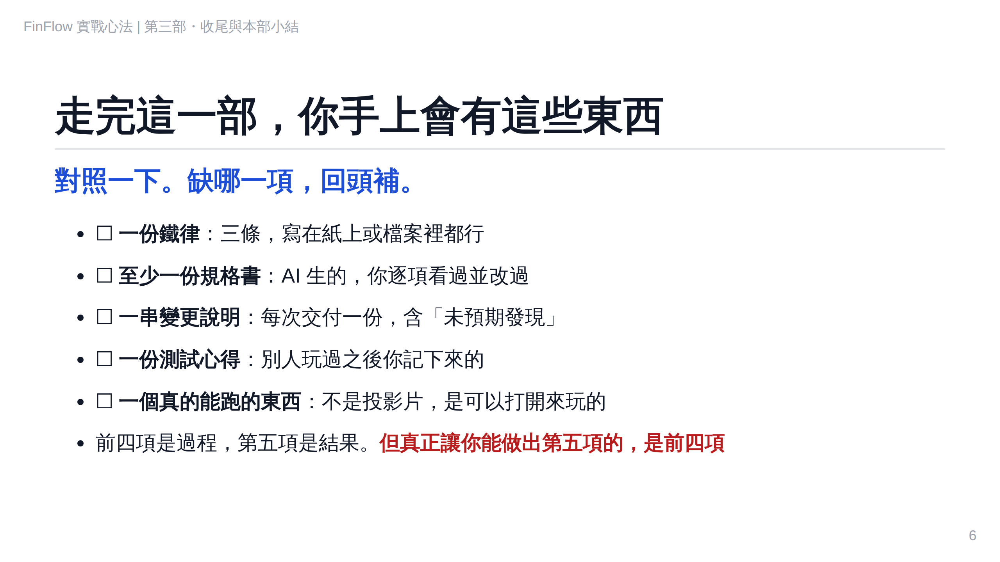 FinFlow 實戰心法 | 第三部・收尾與本部小結
走完這一部，你手上會有這些東西
對照一下。缺哪一項，回頭補。
• ☐ 一份鐵律：三條，寫在紙上或檔案裡都行
• ☐ 至少一份規格書：AI 生的，你逐項看過並改過
• ☐ 一串變更說明：每次交付一份，含「未預期發現」
• ☐ 一份測試心得：別人玩過之後你記下來的
• ☐ 一個真的能跑的東西：不是投影片，是可以打開來玩的
• 前四項是過程，第五項是結果。但真正讓你能做出第五項的，是前四項
6